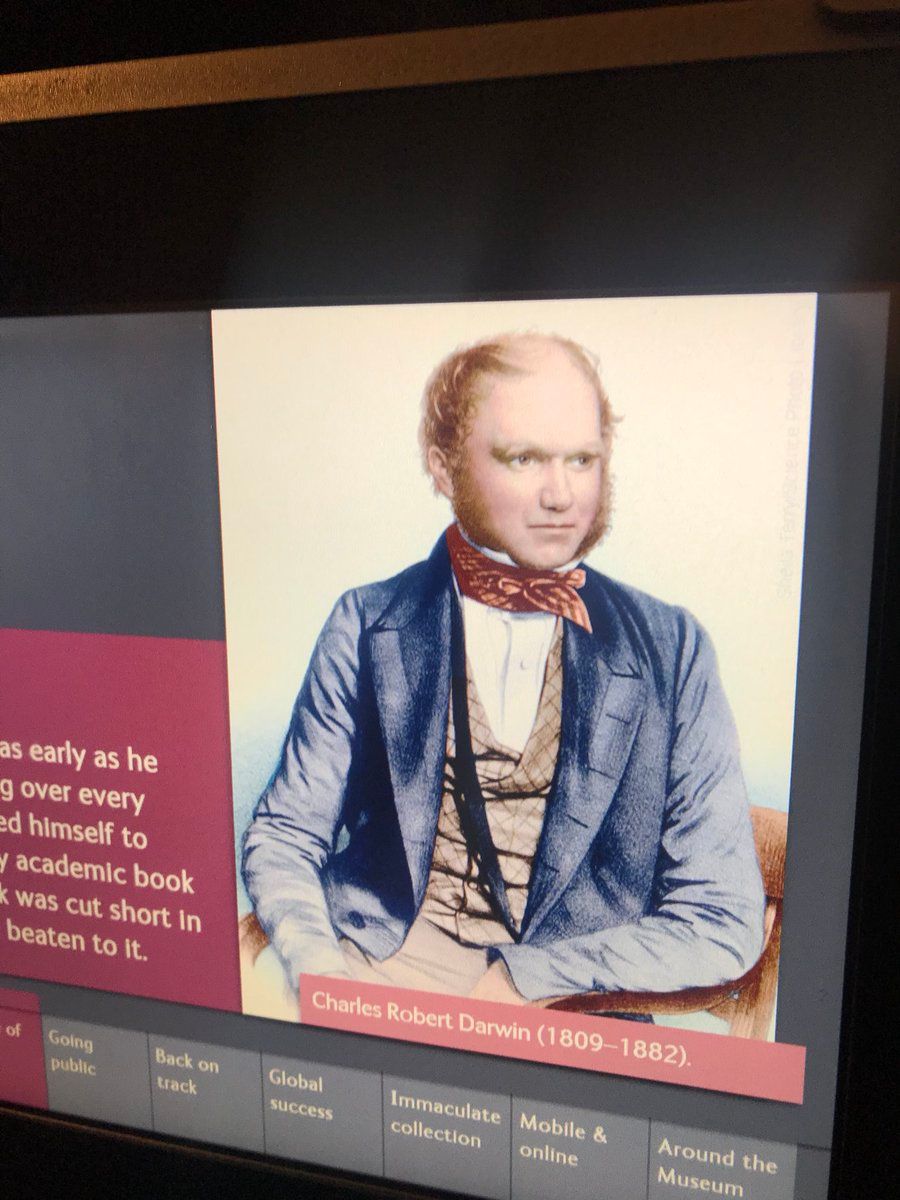 as early as he
g over every
ed himself to
y academic book
k was cut short in
beaten to it.
Charles Robert Darwin (1809–1882).
of
Going
public
Back on
track
Global
success
Immaculate
collection
Mobile &
online
Around the
Museum